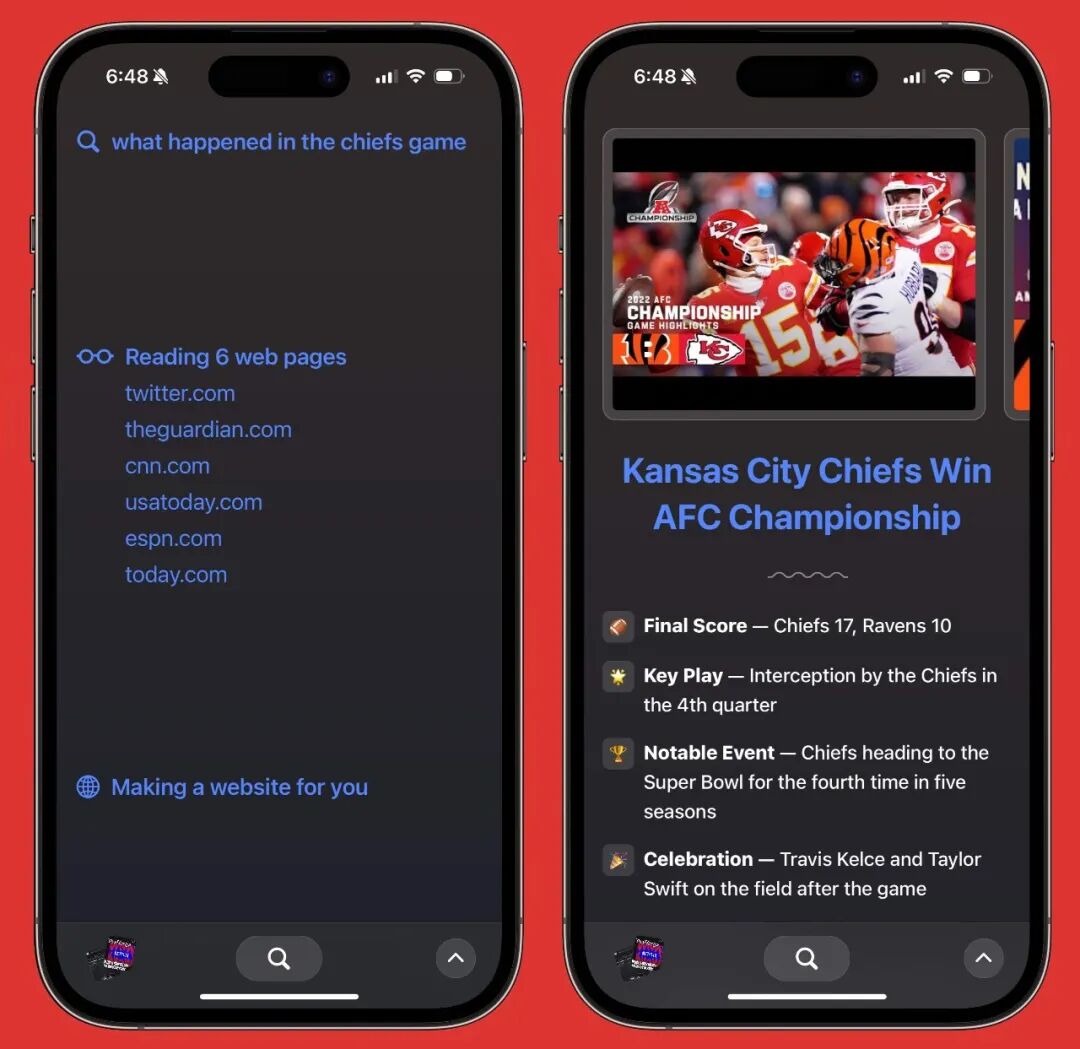 6:48
what happened in the chiefs game
Reading 6 web pages
twitter.com
theguardian.com
cnn.com
usatoday.com
espn.com
today.com
Making a website for you
6:48
CHAMPIONSHIP
2022 AFC
CHAMPIONSHIP
GAME HIGHLIGHTS
15
HUBBARD
Kansas City Chiefs Win
AFC Championship
Final Score — Chiefs 17, Ravens 10
Key Play — Interception by the Chiefs in
the 4th quarter
Notable Event — Chiefs heading to the
Super Bowl for the fourth time in five
seasons
Celebration — Travis Kelce and Taylor
Swift on the field after the game